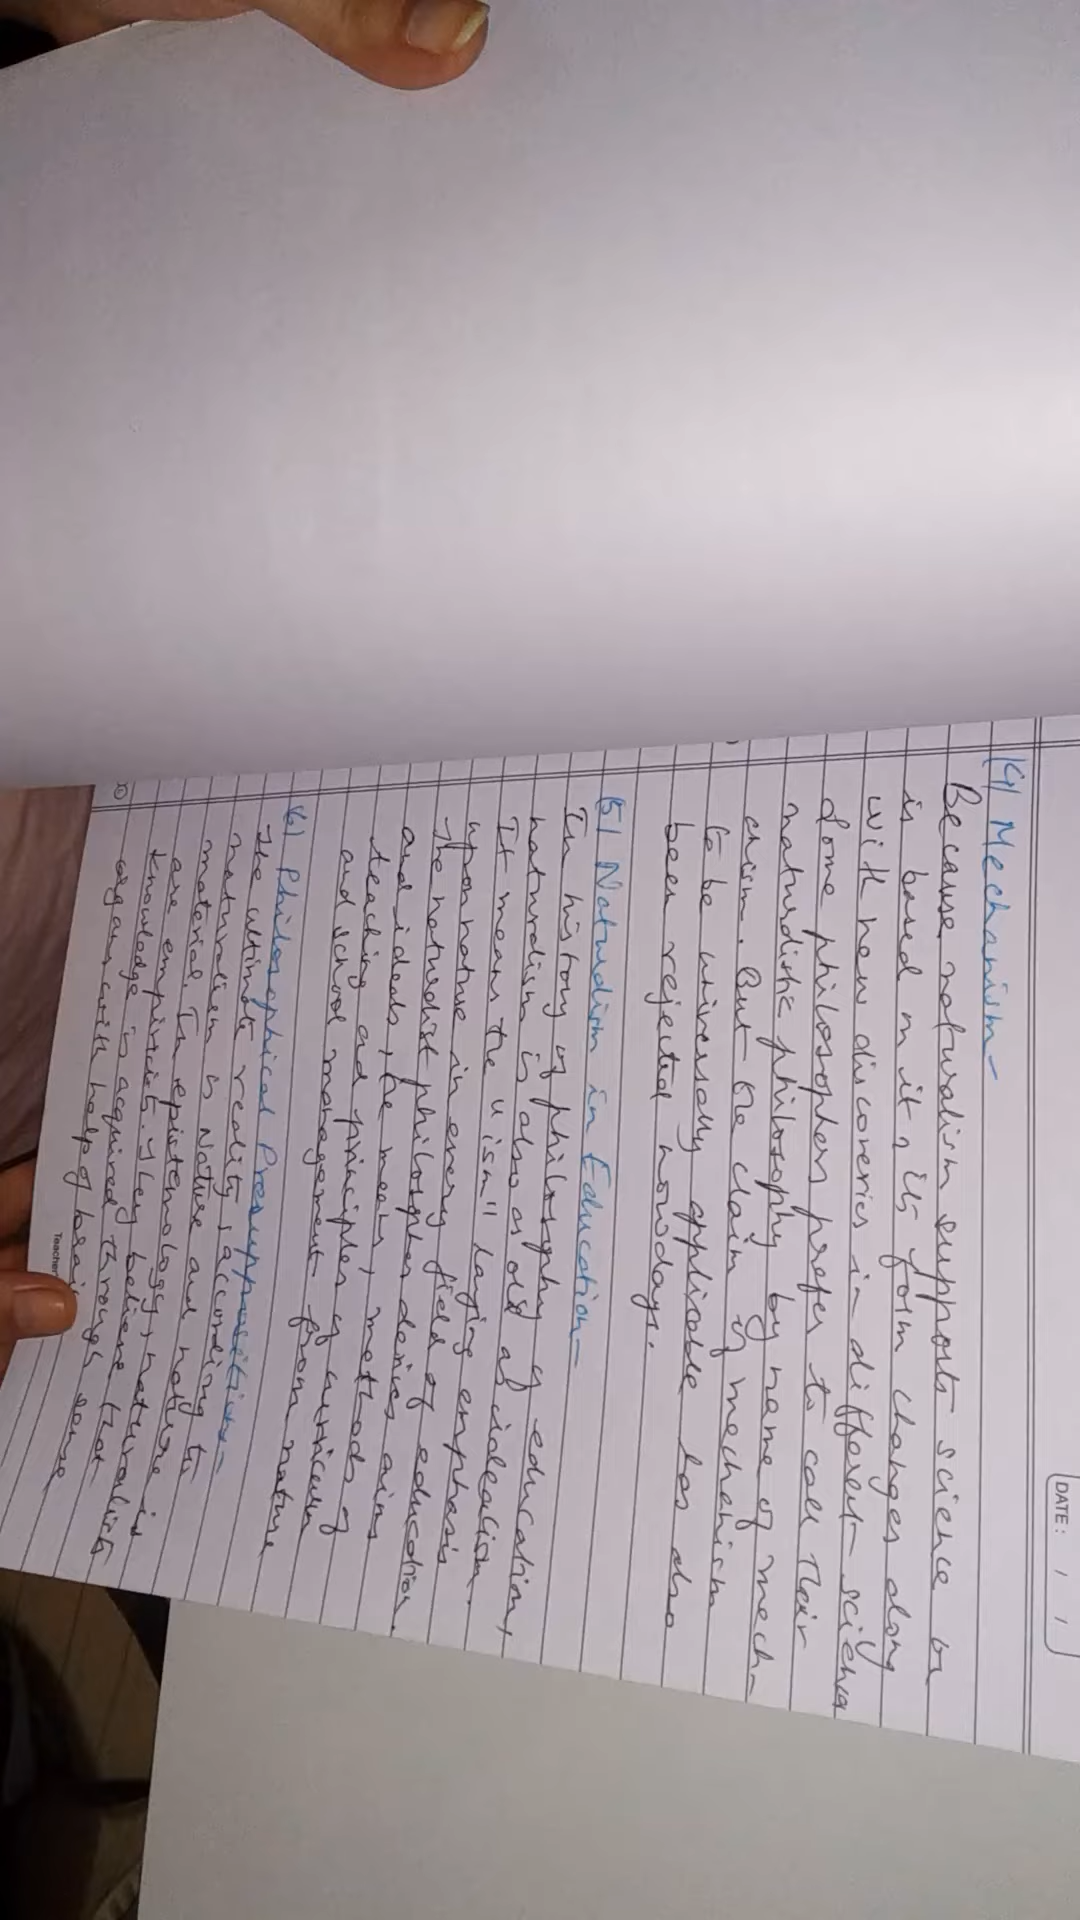 DATE: / /
(4) Mechanism-
Because naturalism supports science or
is based on it, its form changes along
with new discoveries in different science
Some philosophers prefer to call their
naturalistic philosophy by name of mech-
anism. But the claim of mechanism
to be universally applicable has also
been rejected nowadays.
(5) Naturalism in Education-
In history of philosophy of education,
naturalism is also as old as idealism.
It means the "ism" laying emphasis
upon nature in every field of education.
The naturalist philosopher derives aims
and ideals, the means, methods of
teaching and principles of curriculum
and school management from nature
(6) Philosophical Presuppositions-
The ultimate reality, according to
naturalism is Nature and nature is
material. In epistemology, naturalists
are empiricists. They believe that
knowledge is acquired through sense
organs with help of brain
Teacher